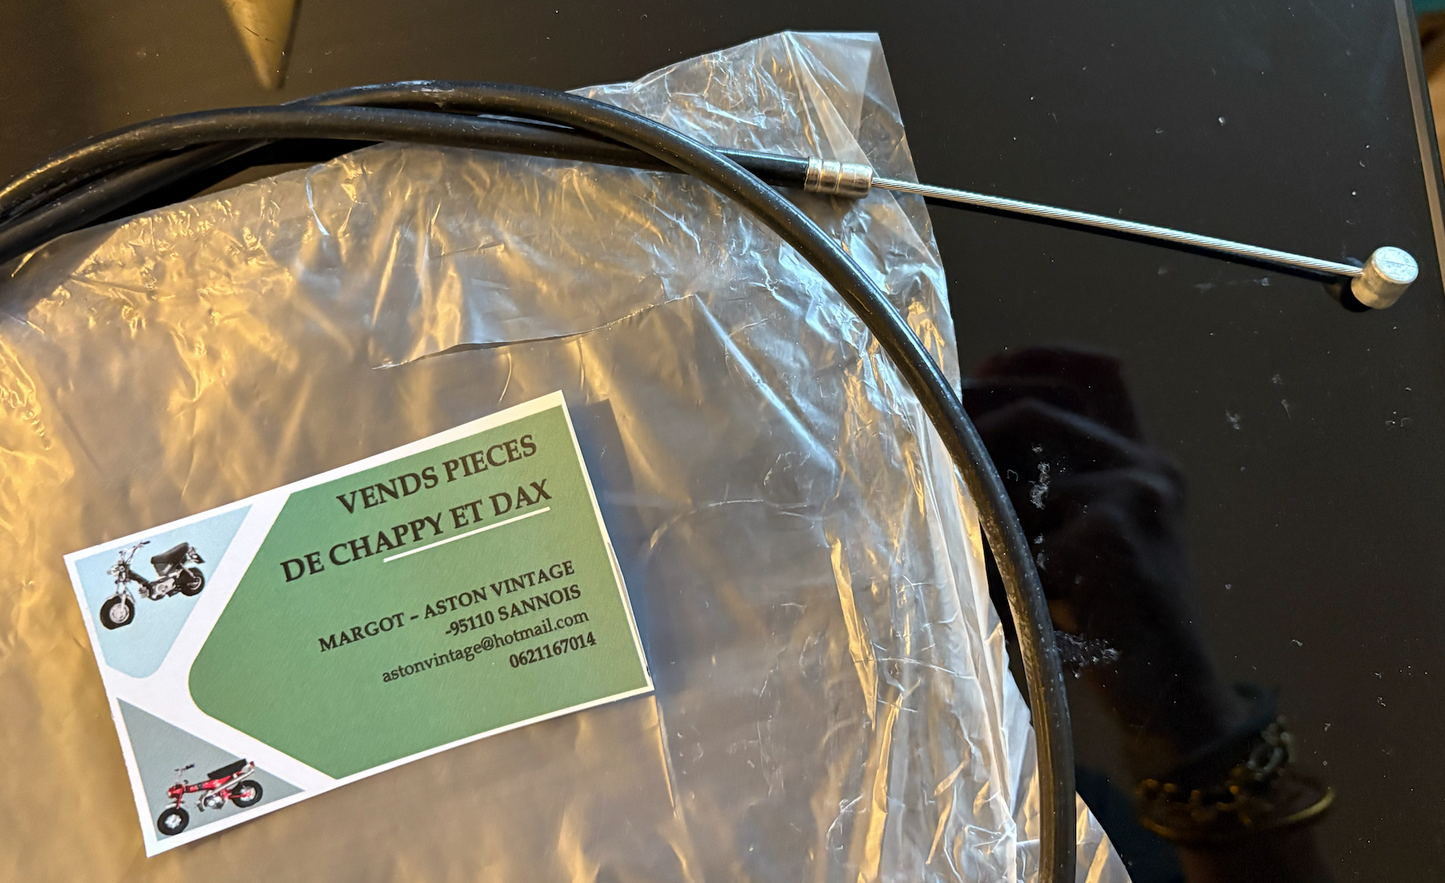 VENDS PIECES
DE CHAPPY ET DAX
MARGOT – ASTON VINTAGE
-95110 SANNOIS
astonvintage@hotmail.com
0621167014